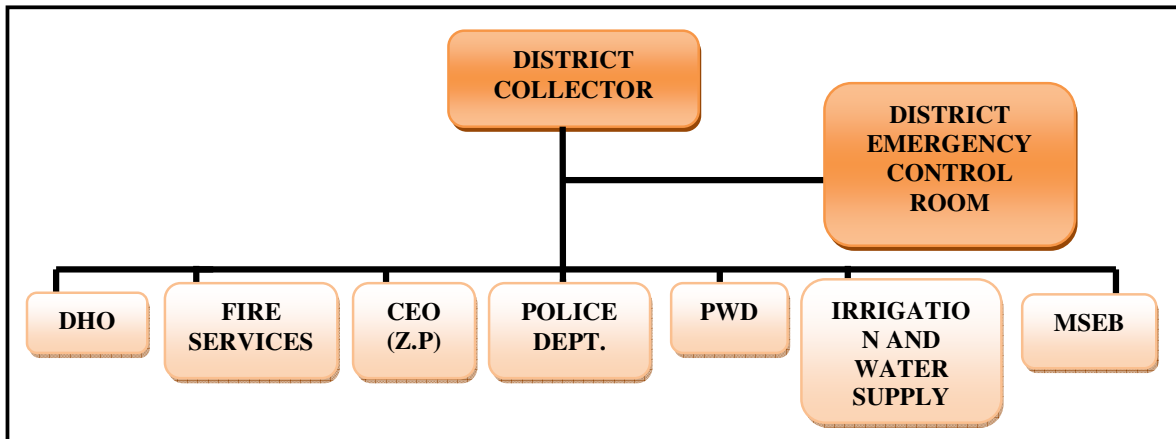 DISTRICT
COLLECTOR
DISTRICT
EMERGENCY
CONTROL
ROOM
DHO
FIRE
SERVICES
CEO
(Z.P)
POLICE
DEPT.
PWD
IRRIGATIO
N AND
WATER
SUPPLY
MSEB